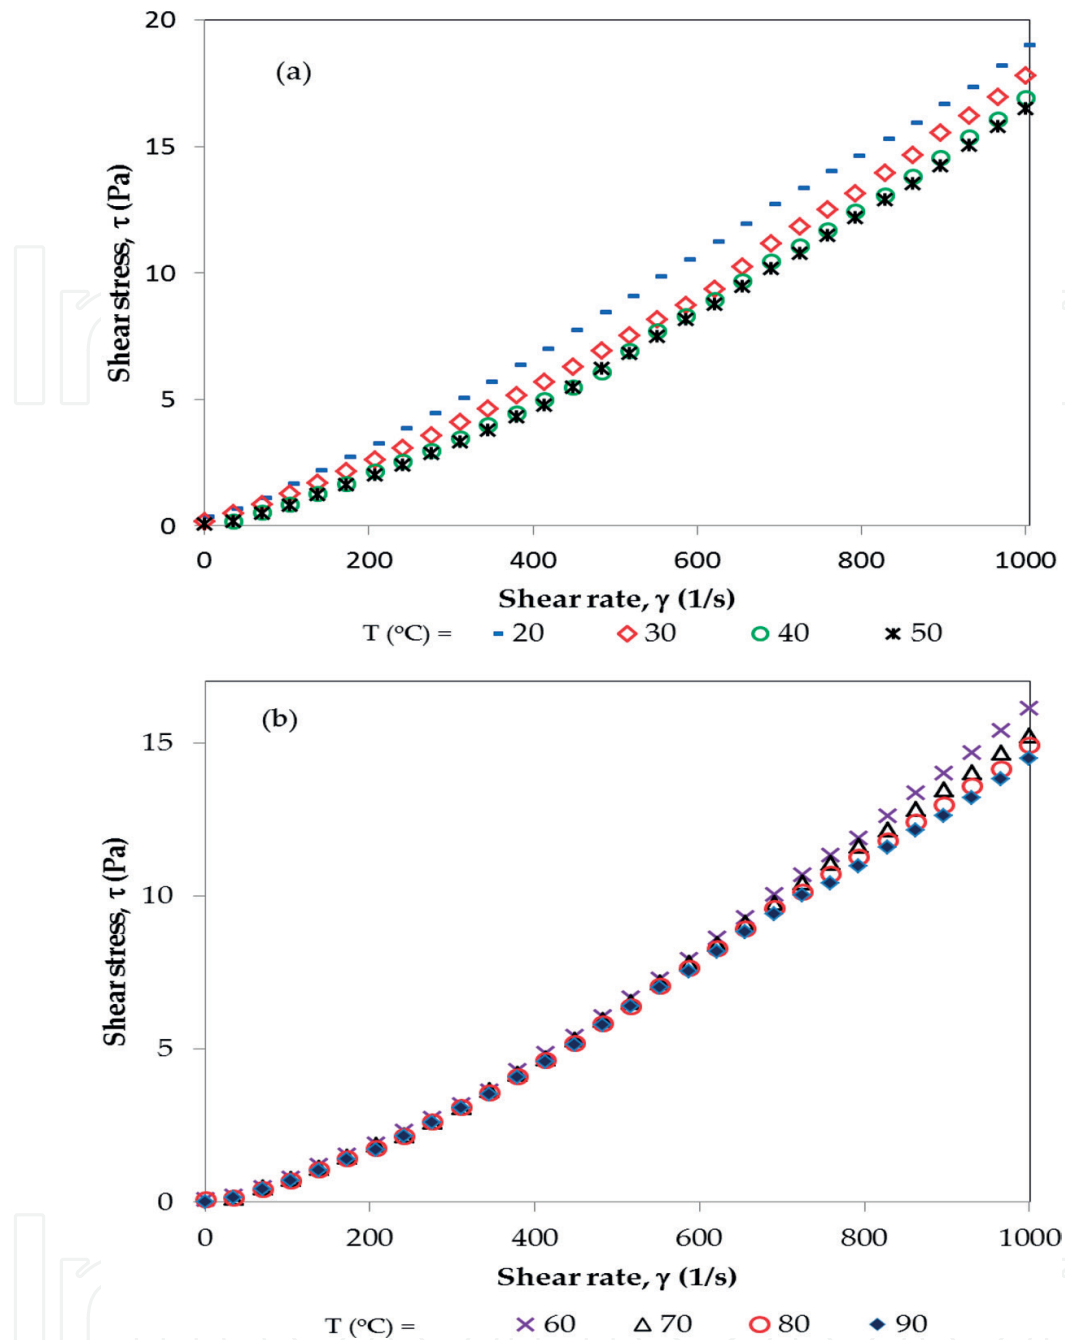 20
(a)
15
10
5
0
Shear stress, τ (Pa)
0 200 400 600 800 1000
Shear rate, γ (1/s)
T (°C) = 20 30 40 50
(b)
15
10
5
0
Shear stress, τ (Pa)
0 200 400 600 800 1000
Shear rate, γ (1/s)
T (°C) = 60 70 80 90